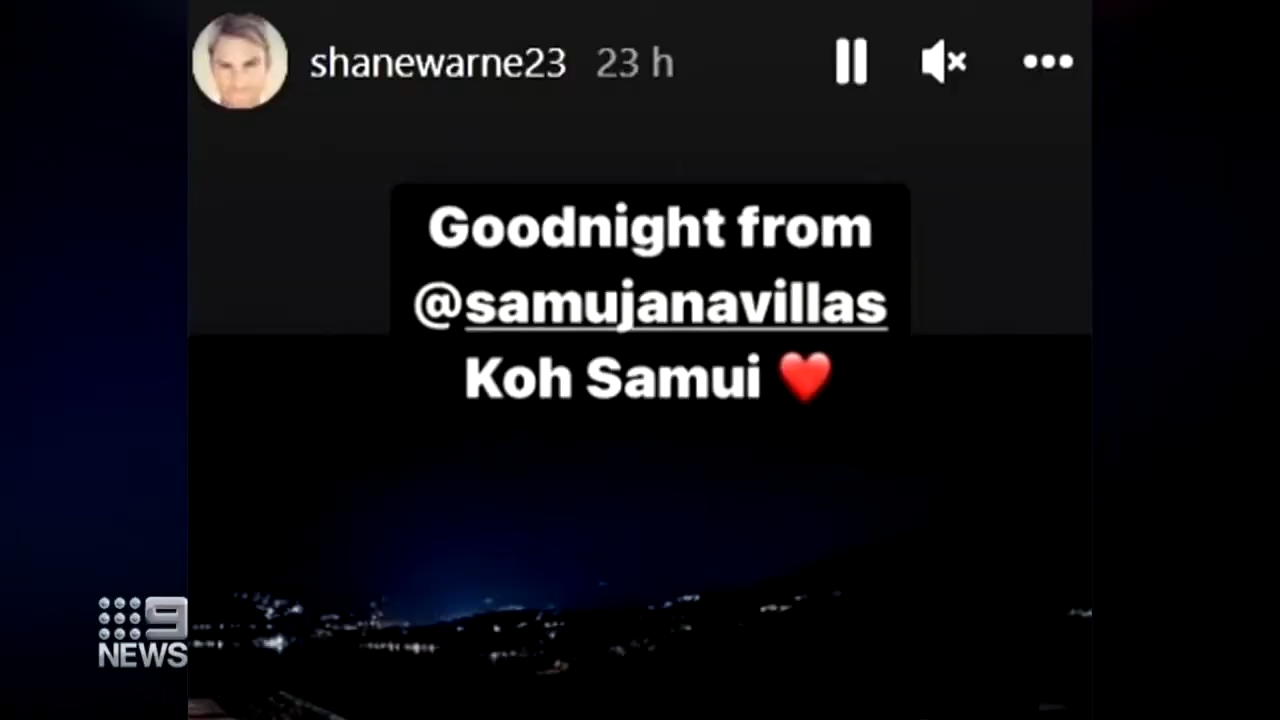 shanewarne23 23 h
Goodnight from
@samujanavillas
Koh Samui ❤️
9
NEWS